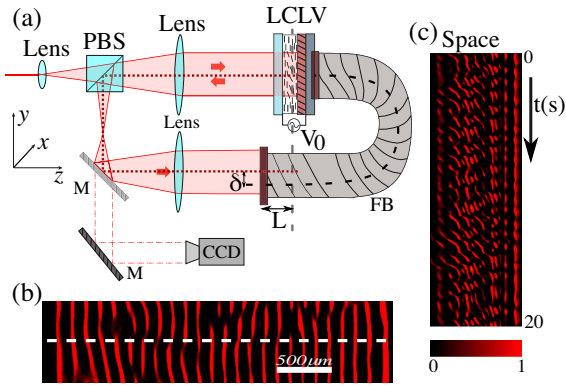 (a)
Lens
PBS
Lens
LCLV
V0
Lens
y
x
z
M
δ
L
FB
M
CCD
(b)
500μm
(c)
Space
0
t(s)
20
0
1